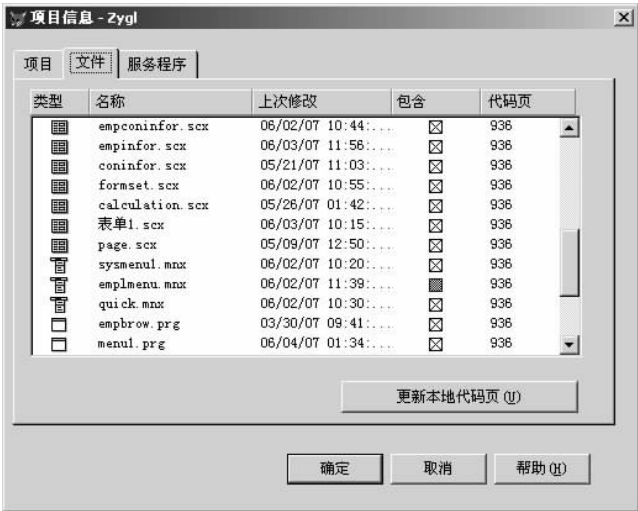 项目信息 - Zygl
项目 文件 服务程序
类型 名称 上次修改 包含 代码页
empconinfor.scx 06/02/07 10:44:... 936
empinfor.scx 06/03/07 11:56:... 936
coninfor.scx 05/21/07 11:03:... 936
formset.scx 06/02/07 10:55:... 936
calculation.scx 05/26/07 01:42:... 936
表单1.scx 06/03/07 10:15:... 936
page.scx 05/09/07 12:50:... 936
sysmenu1.mnx 06/02/07 10:20:... 936
emplmenu.mnx 06/02/07 11:39:... 936
quick.mnx 06/02/07 10:30:... 936
empbrow.prg 03/30/07 09:41:... 936
menu1.prg 06/04/07 01:34:... 936
更新本地代码页(U)
确定 取消 帮助(H)